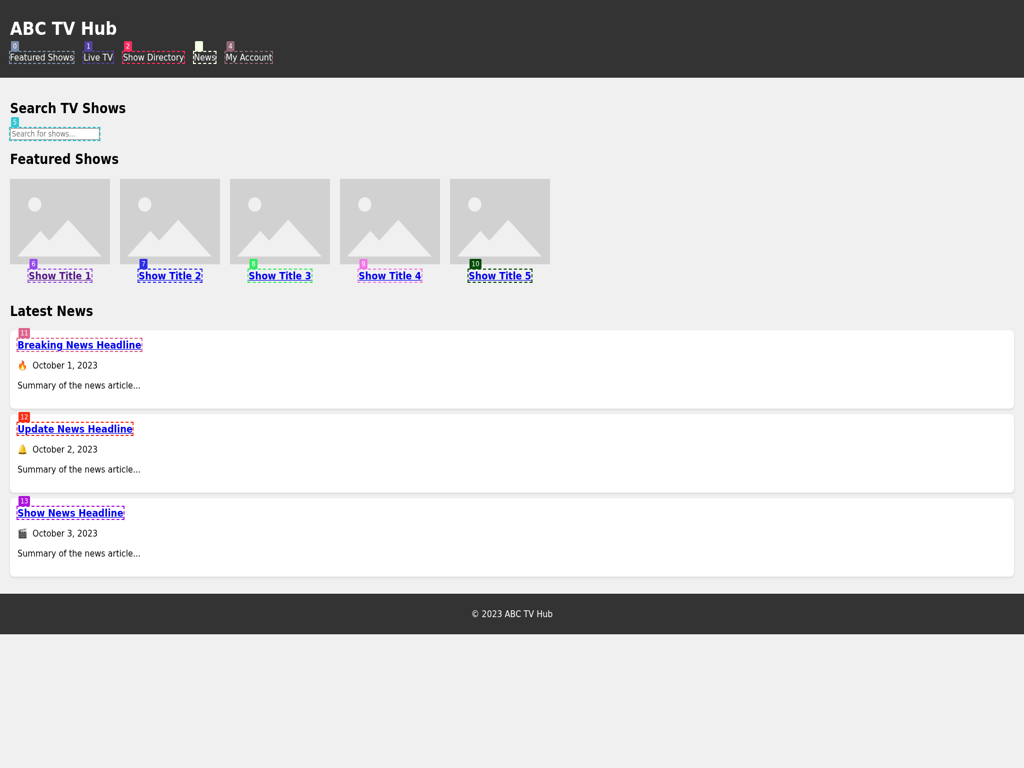 ABC TV Hub
0 1 2 4
Featured Shows Live TV Show Directory News My Account
Search TV Shows
5
Search for shows...
Featured Shows
6 7 8 9 10
Show Title 1 Show Title 2 Show Title 3 Show Title 4 Show Title 5
Latest News
11
Breaking News Headline
🔥 October 1, 2023
Summary of the news article...
12
Update News Headline
🔔 October 2, 2023
Summary of the news article...
13
Show News Headline
🎬 October 3, 2023
Summary of the news article...
© 2023 ABC TV Hub